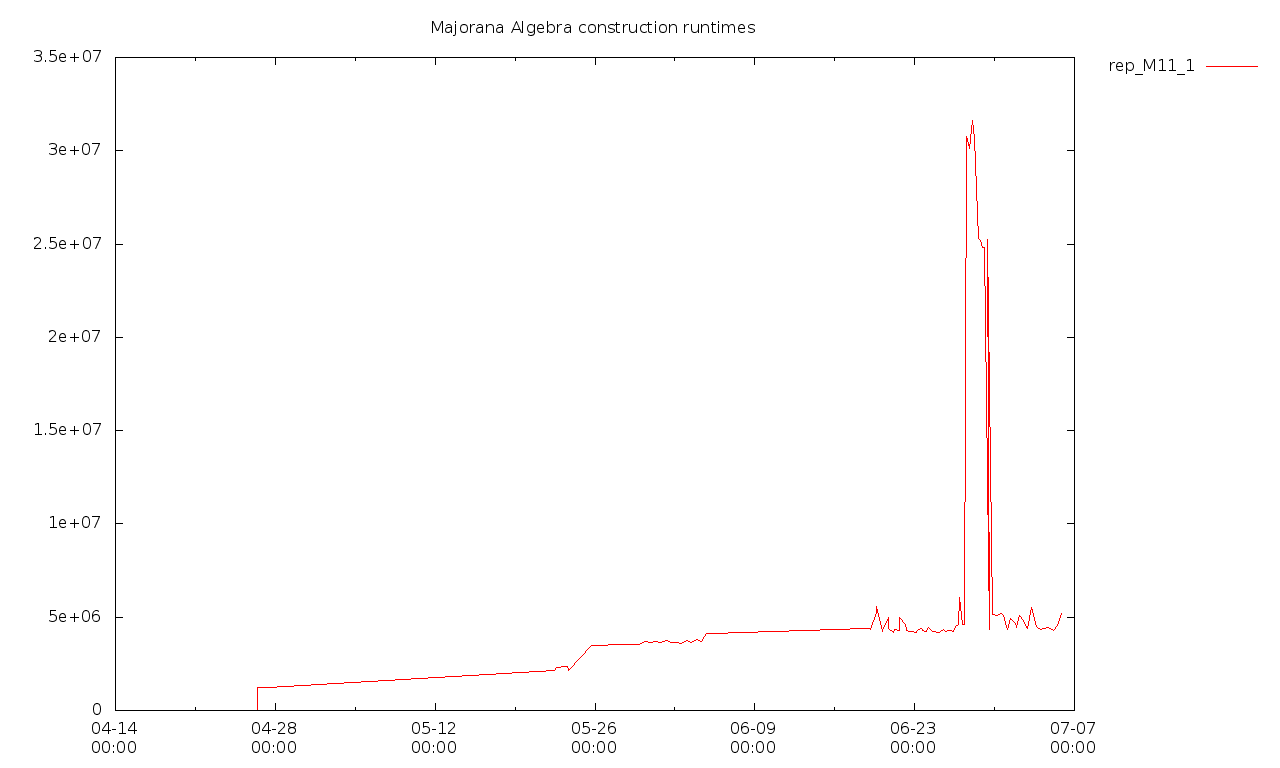 Majorana Algebra construction runtimes
rep_M11_1
3.5e+07
3e+07
2.5e+07
2e+07
1.5e+07
1e+07
5e+06
0
04-14 04-28 05-12 05-26 06-09 06-23 07-07
00:00 00:00 00:00 00:00 00:00 00:00 00:00